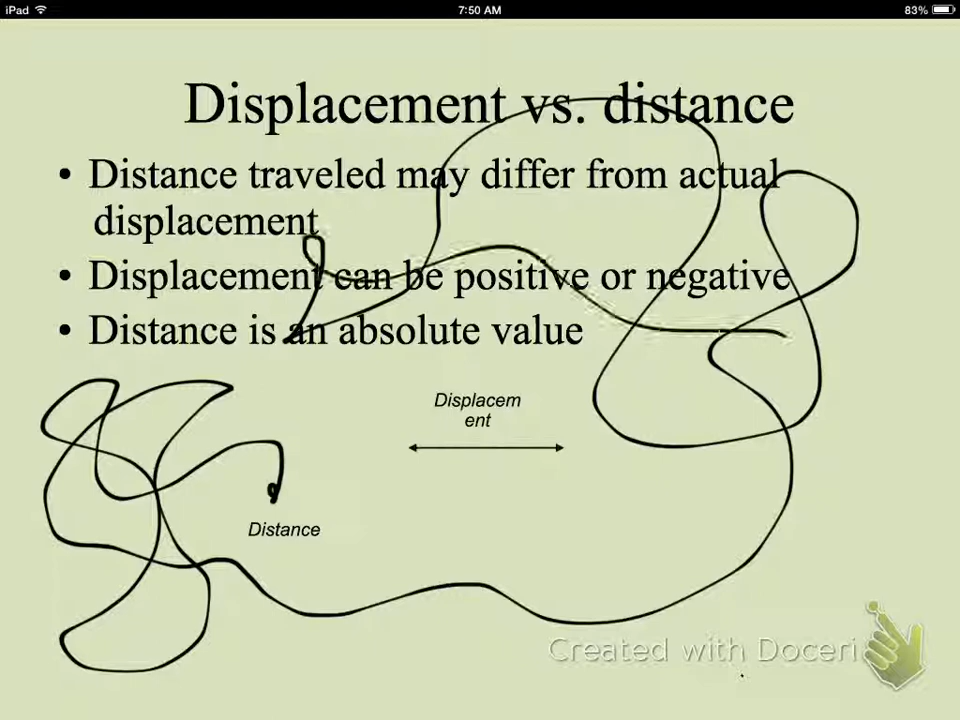 iPad 7:50 AM 83%
Displacement vs. distance
• Distance traveled may differ from actual
displacement
• Displacement can be positive or negative
• Distance is an absolute value
Displacem
ent
Distance
Created with Doceri